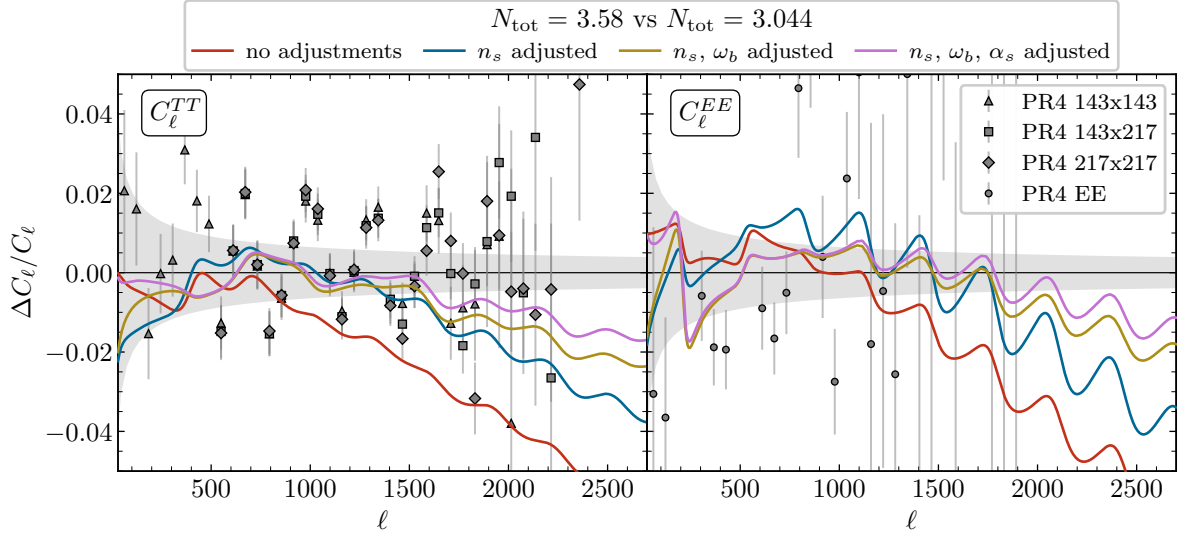 N_tot = 3.58 vs N_tot = 3.044
no adjustments n_s adjusted n_s, ω_b adjusted n_s, ω_b, α_s adjusted
C_ℓ^TT
C_ℓ^EE
PR4 143x143
PR4 143x217
PR4 217x217
PR4 EE
ΔC_ℓ/C_ℓ
0.04
0.02
0.00
−0.02
−0.04
500 1000 1500 2000 2500 500 1000 1500 2000 2500
ℓ ℓ